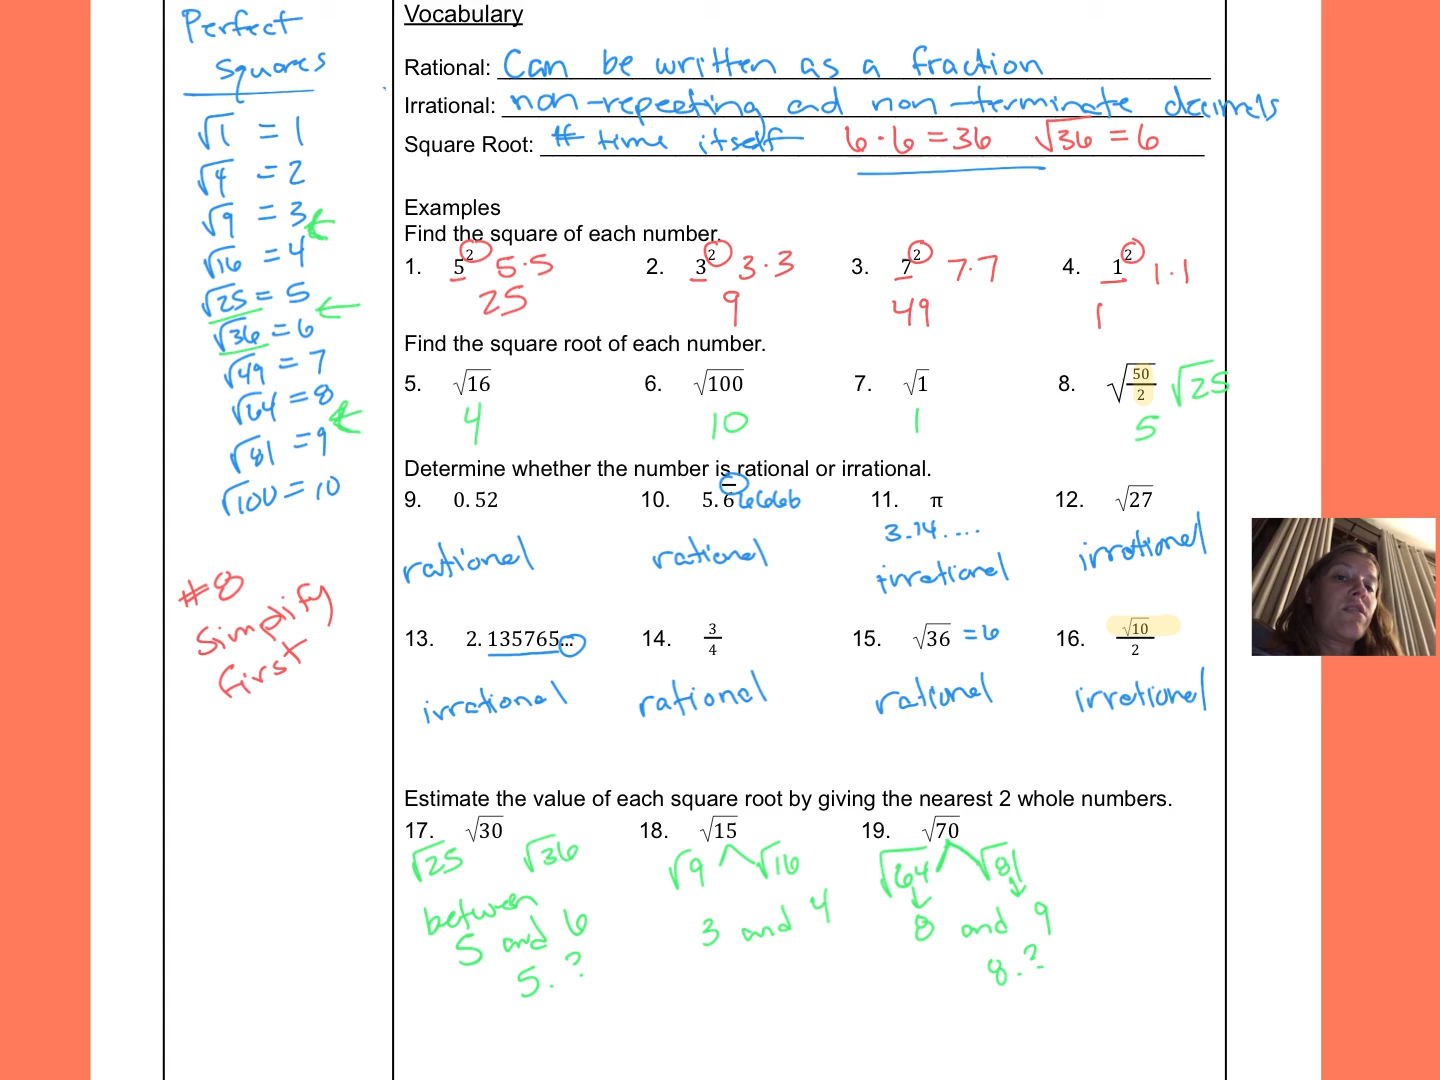 Perfect
Squares
√1 = 1
√4 = 2
√9 = 3
√16 = 4
√25 = 5
√36 = 6
√49 = 7
√64 = 8
√81 = 9
√100 = 10
#8
Simplify
first
Vocabulary
Rational: Can be written as a fraction
Irrational: non-repeating and non-terminate decimals
Square Root: # time itself 6·6=36 √36 = 6
Examples
Find the square of each number.
1. 5² 5·5 2. 3² 3·3 3. 7² 7·7 4. 1² 1·1
25 9 49 1
Find the square root of each number.
5. √16 6. √100 7. √1 8. √(50/2) √25
4 10 1 5
Determine whether the number is rational or irrational.
9. 0.52 10. 5.6̅ 66666 11. π 12. √27
3.14....
rational rational irrational irrational
13. 2.135765... 14. 3/4 15. √36 = 6 16. √10/2
irrational rational rational irrational
Estimate the value of each square root by giving the nearest 2 whole numbers.
17. √30 18. √15 19. √70
√25 √36 √9 √16 √64 √81
between
5 and 6 3 and 4 8 and 9
5.? 8.?